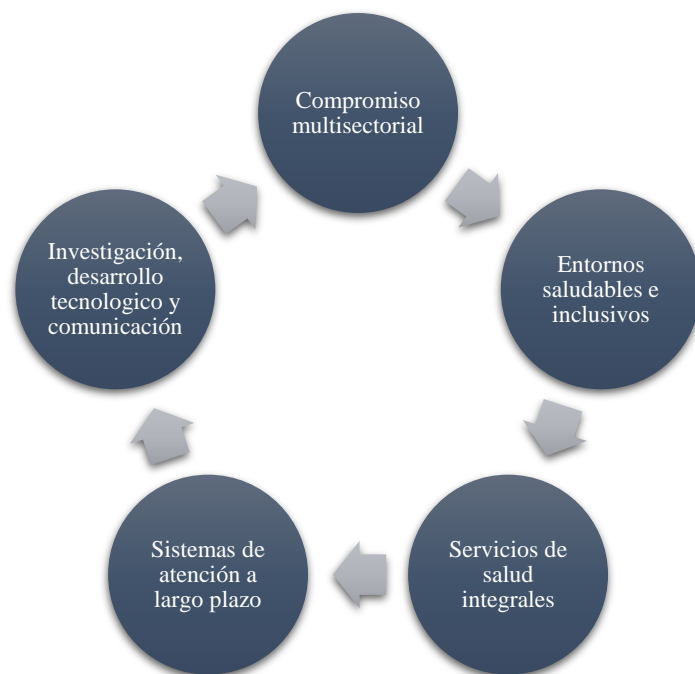 Compromiso
multisectorial
Entornos
saludables e
inclusivos
Servicios de
salud
integrales
Sistemas de
atención a
largo plazo
Investigación,
desarrollo
tecnologico y
comunicación